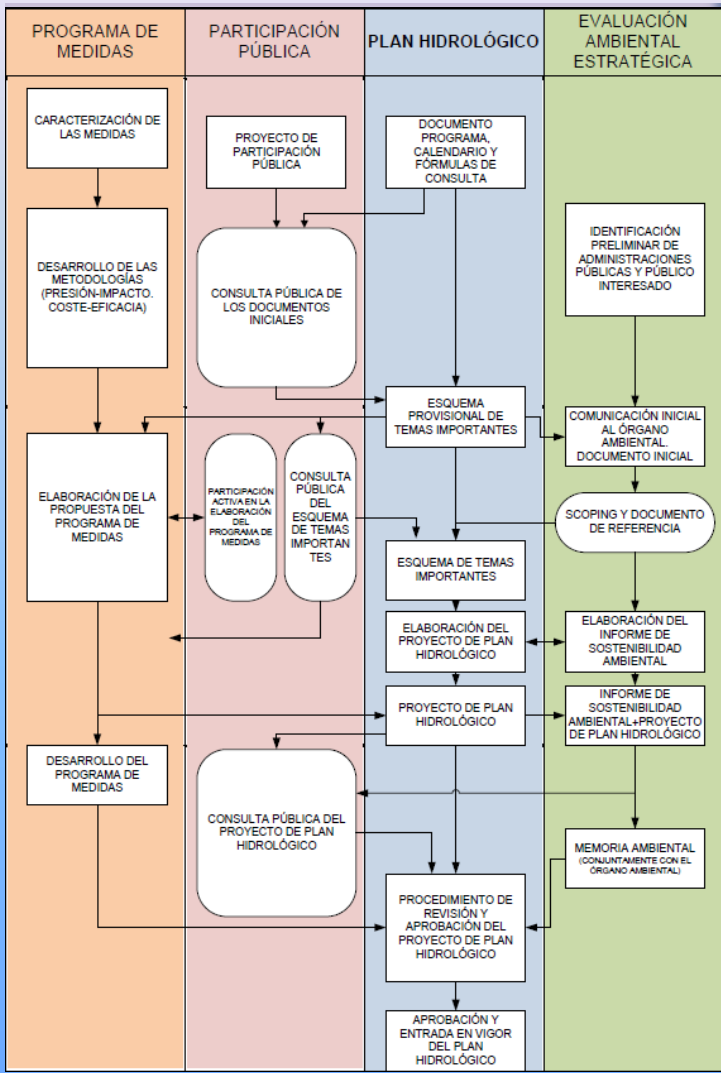 PROGRAMA DE
MEDIDAS
PARTICIPACIÓN
PÚBLICA
PLAN HIDROLÓGICO
EVALUACIÓN
AMBIENTAL
ESTRATÉGICA
CARACTERIZACIÓN DE
LAS MEDIDAS
PROYECTO DE
PARTICIPACIÓN
PÚBLICA
DOCUMENTO
PROGRAMA,
CALENDARIO Y
FÓRMULAS DE
CONSULTA
DESARROLLO DE LAS
METODOLOGÍAS
(PRESIÓN-IMPACTO.
COSTE-EFICACIA)
CONSULTA PÚBLICA DE
LOS DOCUMENTOS
INICIALES
IDENTIFICACIÓN
PRELIMINAR DE
ADMINISTRACIONES
PÚBLICAS Y PÚBLICO
INTERESADO
ESQUEMA
PROVISIONAL DE
TEMAS IMPORTANTES
COMUNICACIÓN INICIAL
AL ÓRGANO
AMBIENTAL.
DOCUMENTO INICIAL
ELABORACIÓN DE LA
PROPUESTA DEL
PROGRAMA DE
MEDIDAS
PARTICIPACIÓN
ACTIVA EN LA
ELABORACIÓN
DEL
PROGRAMA DE
MEDIDAS
CONSULTA
PÚBLICA
DEL
ESQUEMA
DE TEMAS
IMPORTAN
TES
SCOPING Y DOCUMENTO
DE REFERENCIA
ESQUEMA DE TEMAS
IMPORTANTES
ELABORACIÓN DEL
PROYECTO DE PLAN
HIDROLÓGICO
ELABORACIÓN DEL
INFORME DE
SOSTENIBILIDAD
AMBIENTAL
PROYECTO DE PLAN
HIDROLÓGICO
INFORME DE
SOSTENIBILIDAD
AMBIENTAL+PROYECTO
DE PLAN HIDROLÓGICO
DESARROLLO DEL
PROGRAMA DE
MEDIDAS
CONSULTA PÚBLICA DEL
PROYECTO DE PLAN
HIDROLÓGICO
MEMORIA AMBIENTAL
(CONJUNTAMENTE CON EL
ÓRGANO AMBIENTAL)
PROCEDIMIENTO DE
REVISIÓN Y
APROBACIÓN DEL
PROYECTO DE PLAN
HIDROLÓGICO
APROBACIÓN Y
ENTRADA EN VIGOR
DEL PLAN
HIDROLÓGICO